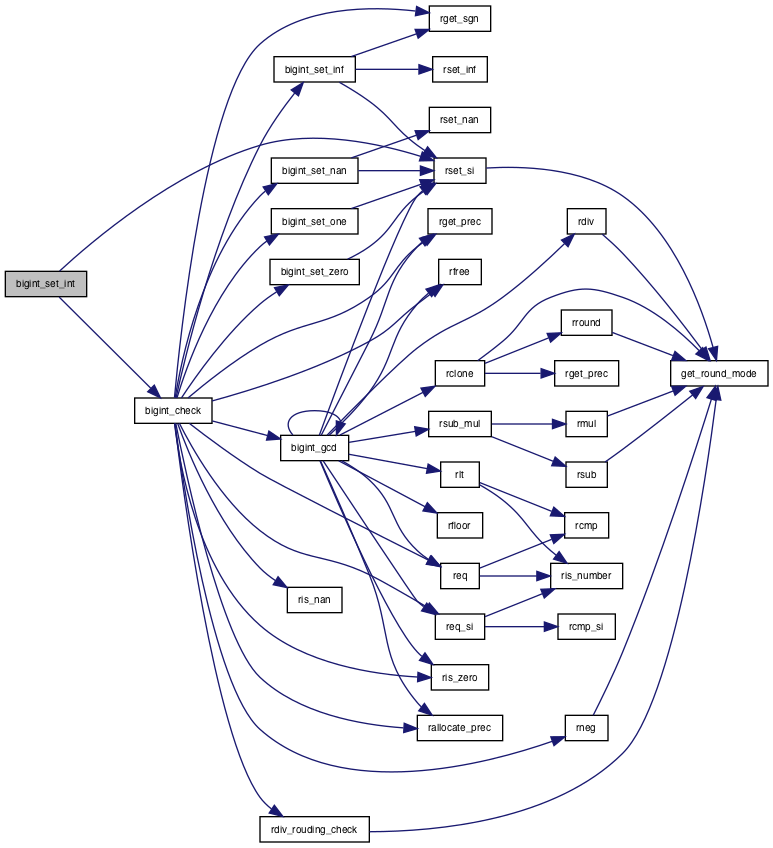 rget_sgn
bigint_set_inf
rset_inf
rset_nan
bigint_set_nan
rset_si
bigint_set_one
rget_prec
rdiv
bigint_set_zero
rfree
bigint_set_int
rround
rclone
rget_prec
get_round_mode
bigint_check
rsub_mul
rmul
bigint_gcd
rlt
rsub
rfloor
rcmp
req
ris_number
ris_nan
req_si
rcmp_si
ris_zero
rallocate_prec
rneg
rdiv_rouding_check